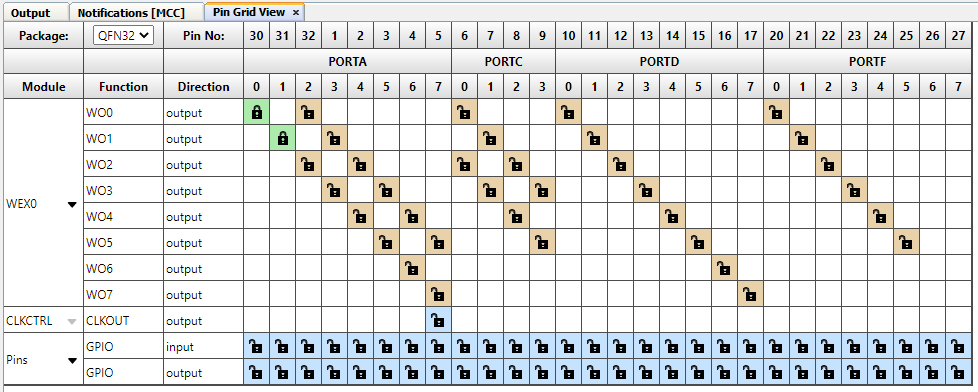 Output Notifications [MCC] Pin Grid View ×
Package: QFN32 Pin No: 30 31 32 1 2 3 4 5 6 7 8 9 10 11 12 13 14 15 16 17 20 21 22 23 24 25 26 27
PORTA PORTC PORTD PORTF
Module Function Direction 0 1 2 3 4 5 6 7 0 1 2 3 0 1 2 3 4 5 6 7 0 1 2 3 4 5 6 7
WO0 output
WO1 output
WO2 output
WEX0 WO3 output
WO4 output
WO5 output
WO6 output
WO7 output
CLKCTRL CLKOUT output
Pins GPIO input
GPIO output